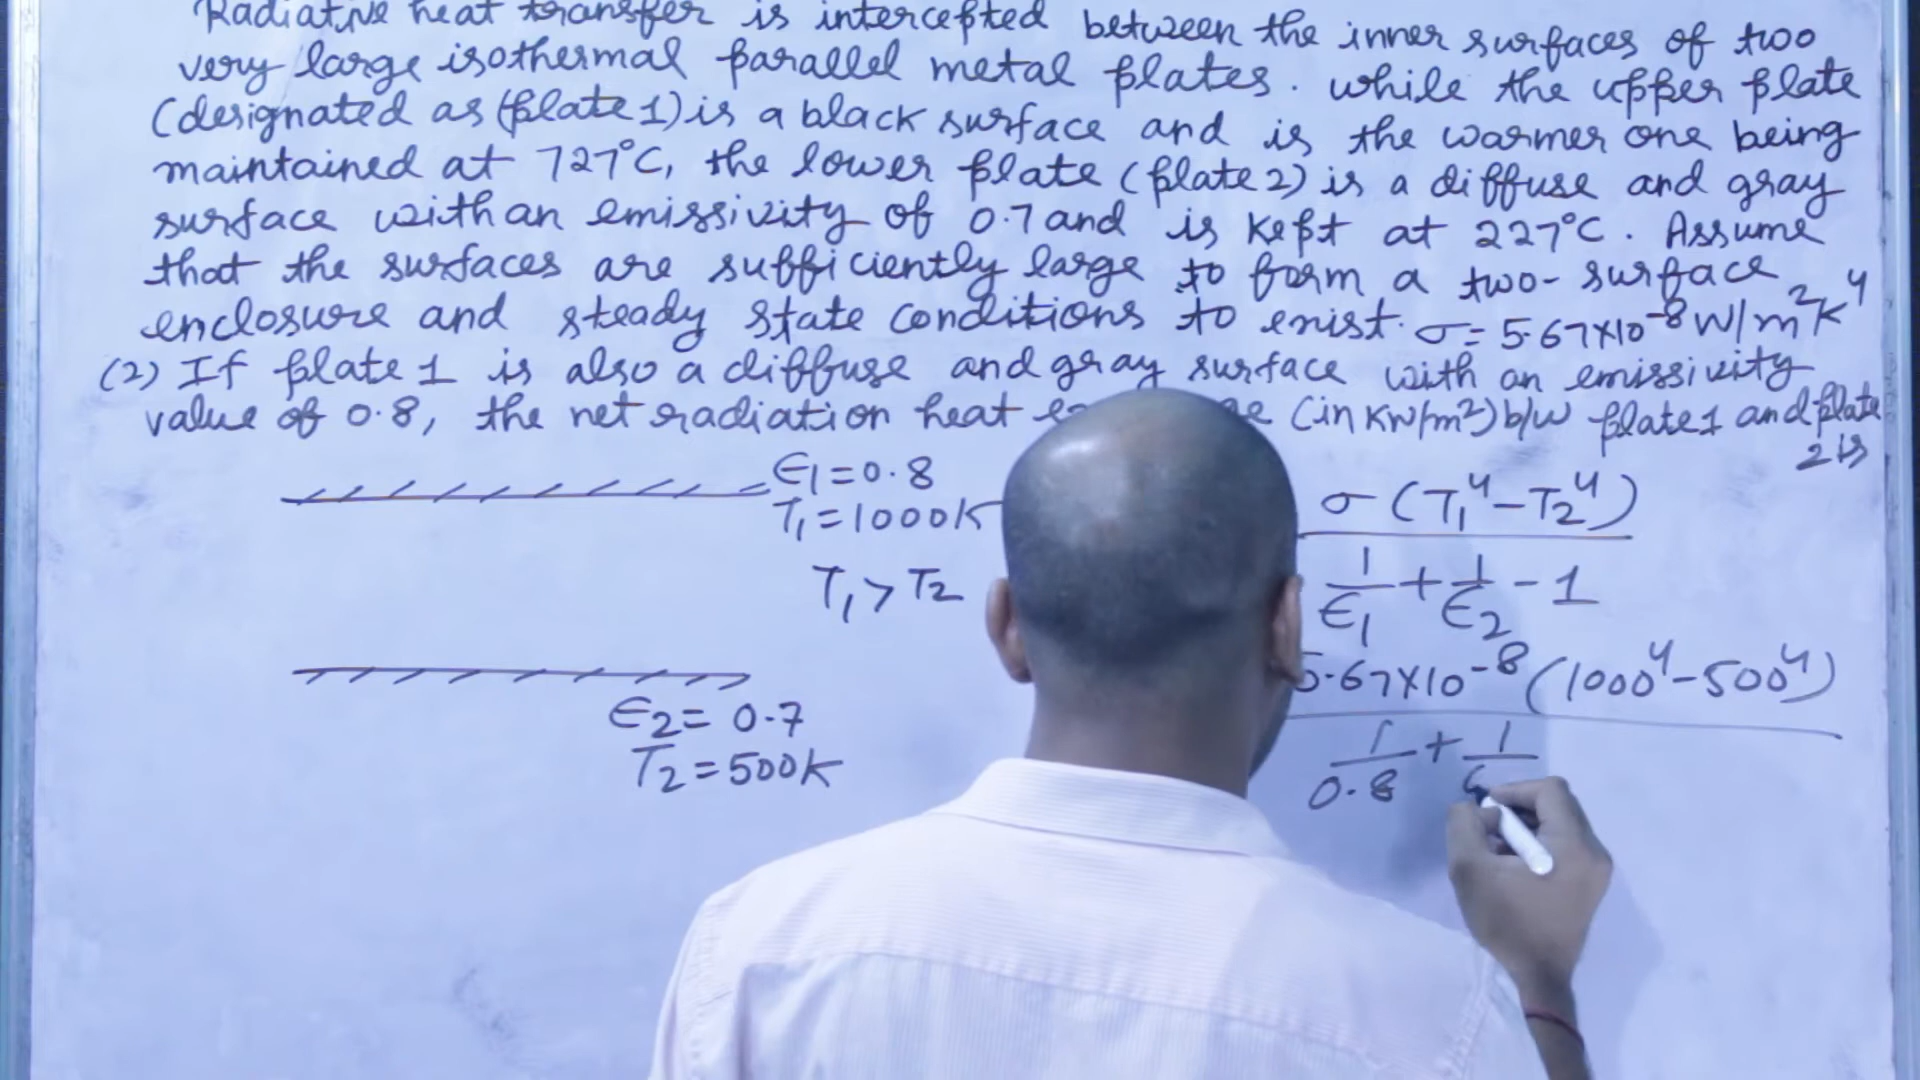 Radiative heat transfer is intercepted between the inner surfaces of two
very large isothermal parallel metal plates. while the upper plate
(designated as (plate 1) is a black surface and is the warmer one being
maintained at 727°C, the lower plate (plate 2) is a diffuse and gray
surface with an emissivity of 0.7 and is kept at 227°C. Assume
that the surfaces are sufficiently large to form a two-surface
enclosure and steady state conditions to exist. σ = 5.67×10⁻⁸ W/m²K⁴
(2) If plate 1 is also a diffuse and gray surface with an emissivity
value of 0.8, the net radiation heat (in KW/m²) b/w plate 1 and plate
2 is
ϵ1 = 0.8
T1 = 1000K
T1 > T2
ϵ2 = 0.7
T2 = 500K
σ (T1⁴ - T2⁴)
1/ϵ1 + 1/ϵ2 - 1
5.67×10⁻⁸ (1000⁴ - 500⁴)
1/0.8 + 1/